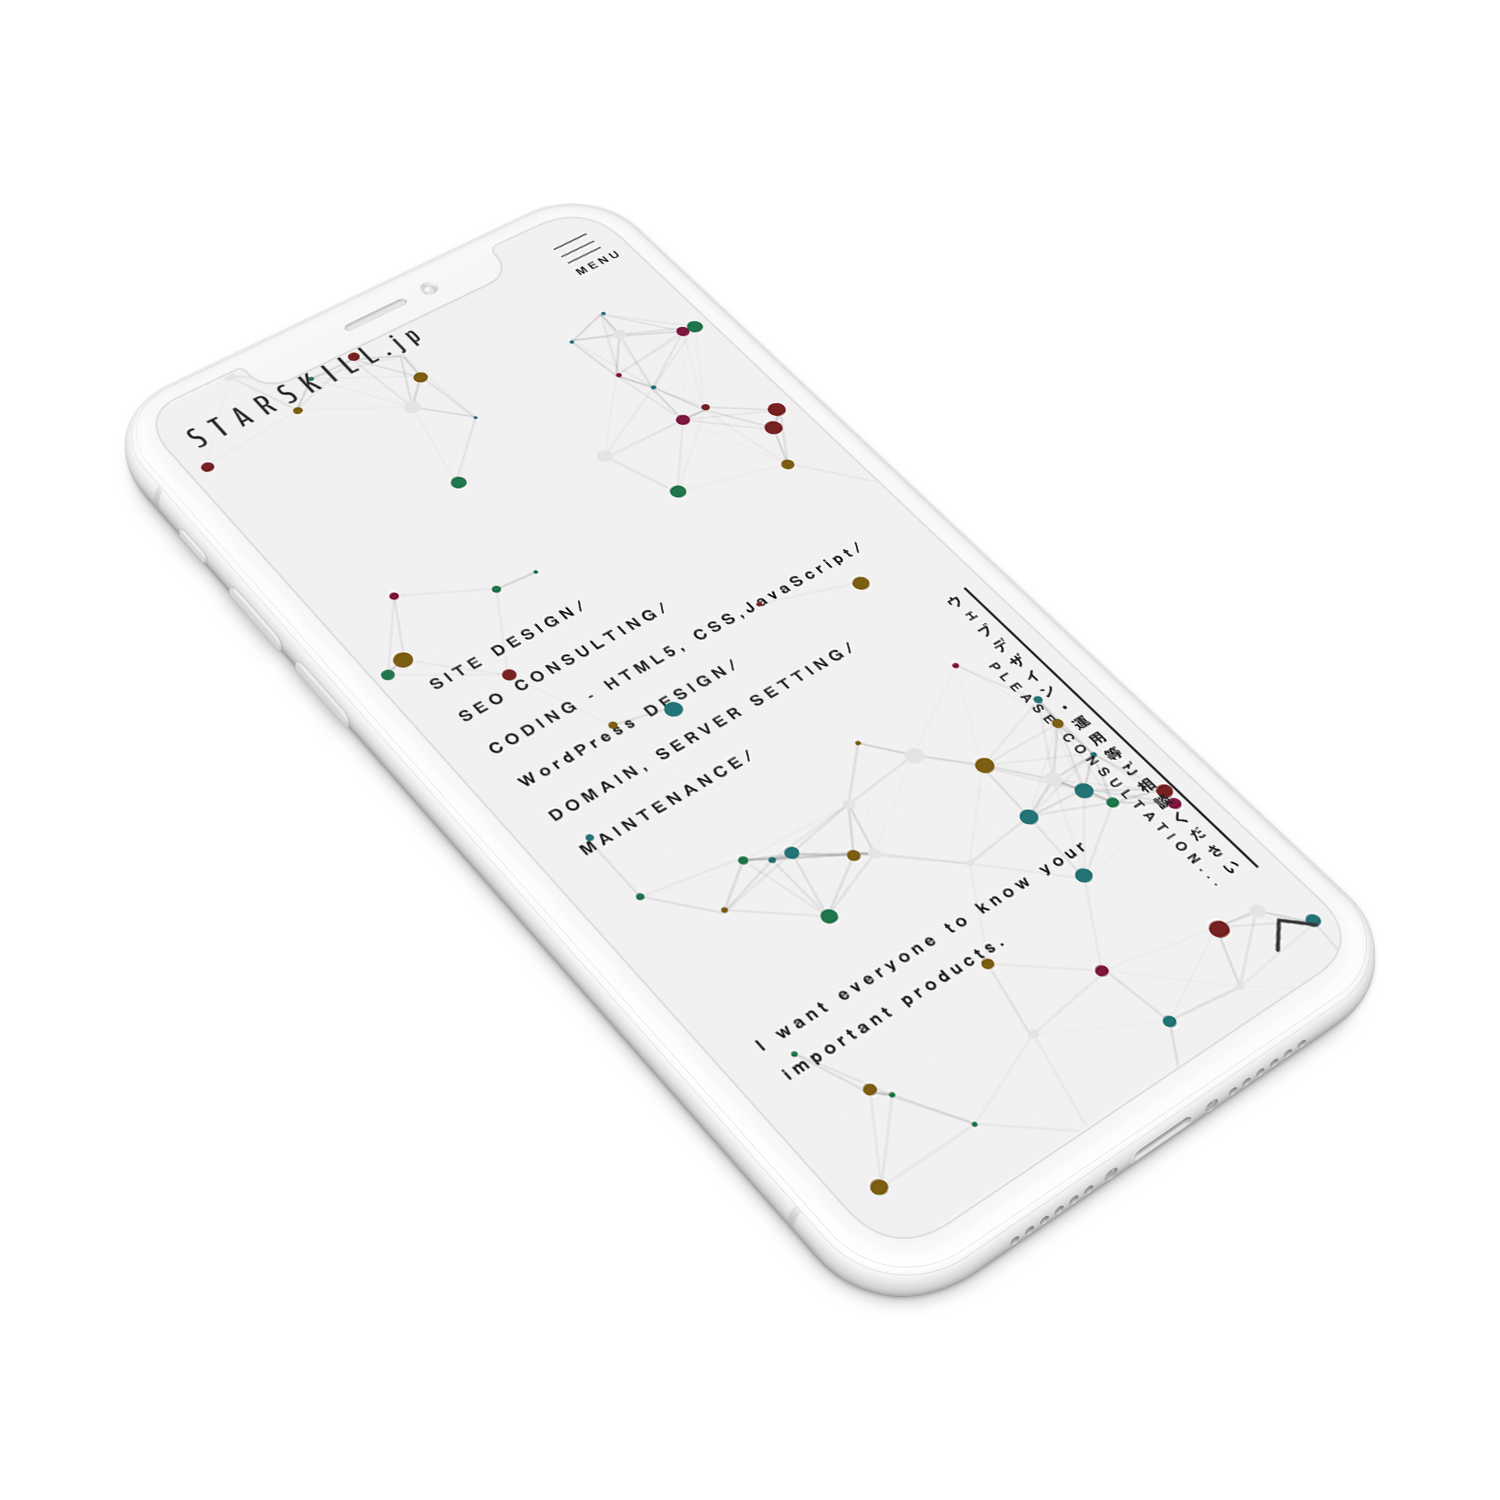 STARSKILL.jp
MENU
SITE DESIGN/
SEO CONSULTING/
CODING - HTML5, CSS,JavaScript/
WordPress DESIGN/
DOMAIN, SERVER SETTING/
MAINTENANCE/
ウェブデザイン・運用等ご相談ください
PLEASE CONSULTATION...
I want everyone to know your
important products.